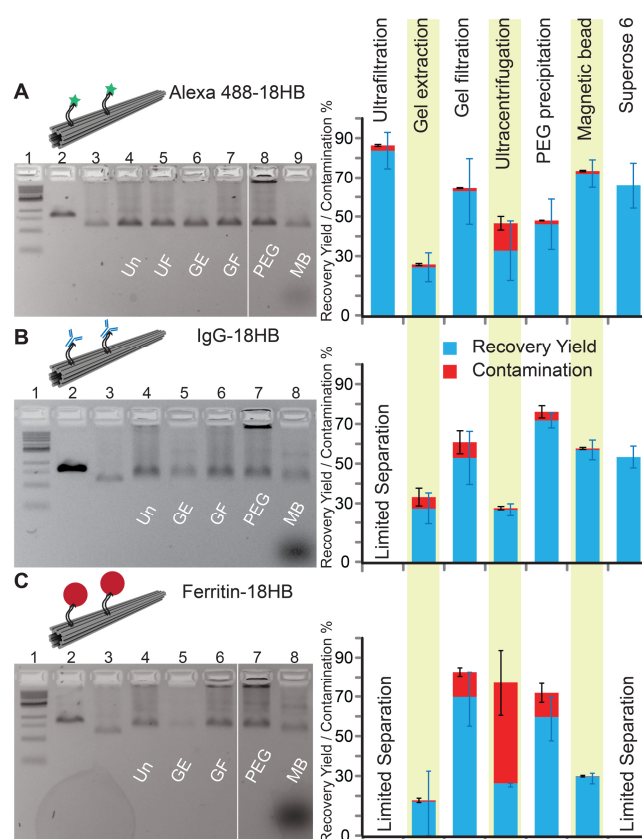 Ultrafiltration
Gel extraction
Gel filtration
Ultracentrifugation
PEG precipitation
Magnetic bead
Superose 6
A
Alexa 488-18HB
1 2 3 4 5 6 7 8 9
Un UF GE GF PEG MB
Recovery Yield / Contamination %
90
70
50
30
0
B
IgG-18HB
1 2 3 4 5 6 7 8
Un GE GF PEG MB
Recovery Yield / Contamination %
90
70
50
30
0
Recovery Yield
Contamination
Limited Separation
C
Ferritin-18HB
1 2 3 4 5 6 7 8
Un GE GF PEG MB
Recovery Yield / Contamination %
90
70
50
30
0
Limited Separation
Limited Separation